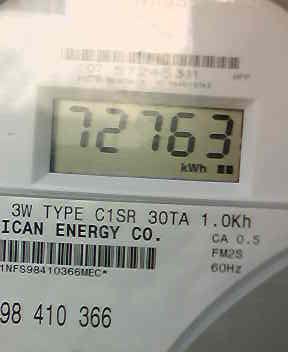 72763
kWh
3W TYPE C1SR 30TA 1.0Kh
ICAN ENERGY CO.
CA 0.5
FM2S
60Hz
1NFS98410366MEC*
98 410 366